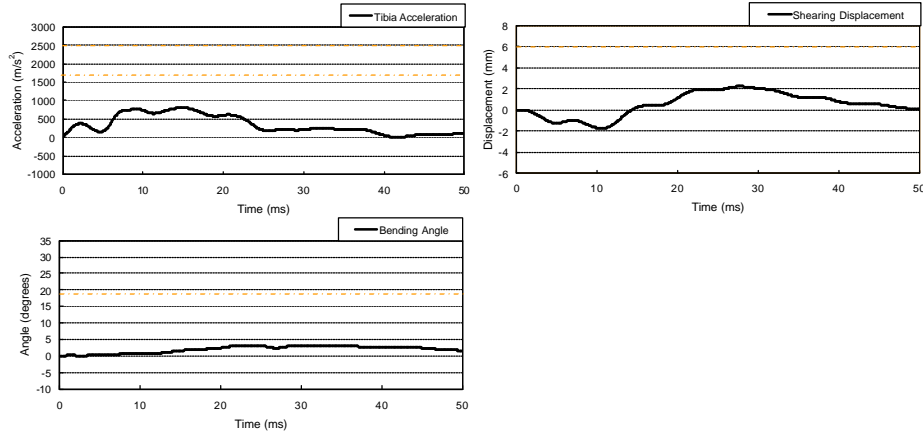 Tibia Acceleration
Acceleration (m/s²)
3000
2500
2000
1500
1000
500
0
-500
-1000
0 10 20 30 40 50
Time (ms)
Shearing Displacement
Displacement (mm)
8
6
4
2
0
-2
-4
-6
0 10 20 30 40 50
Time (ms)
Bending Angle
Angle (degrees)
35
30
25
20
15
10
5
0
-5
-10
0 10 20 30 40 50
Time (ms)